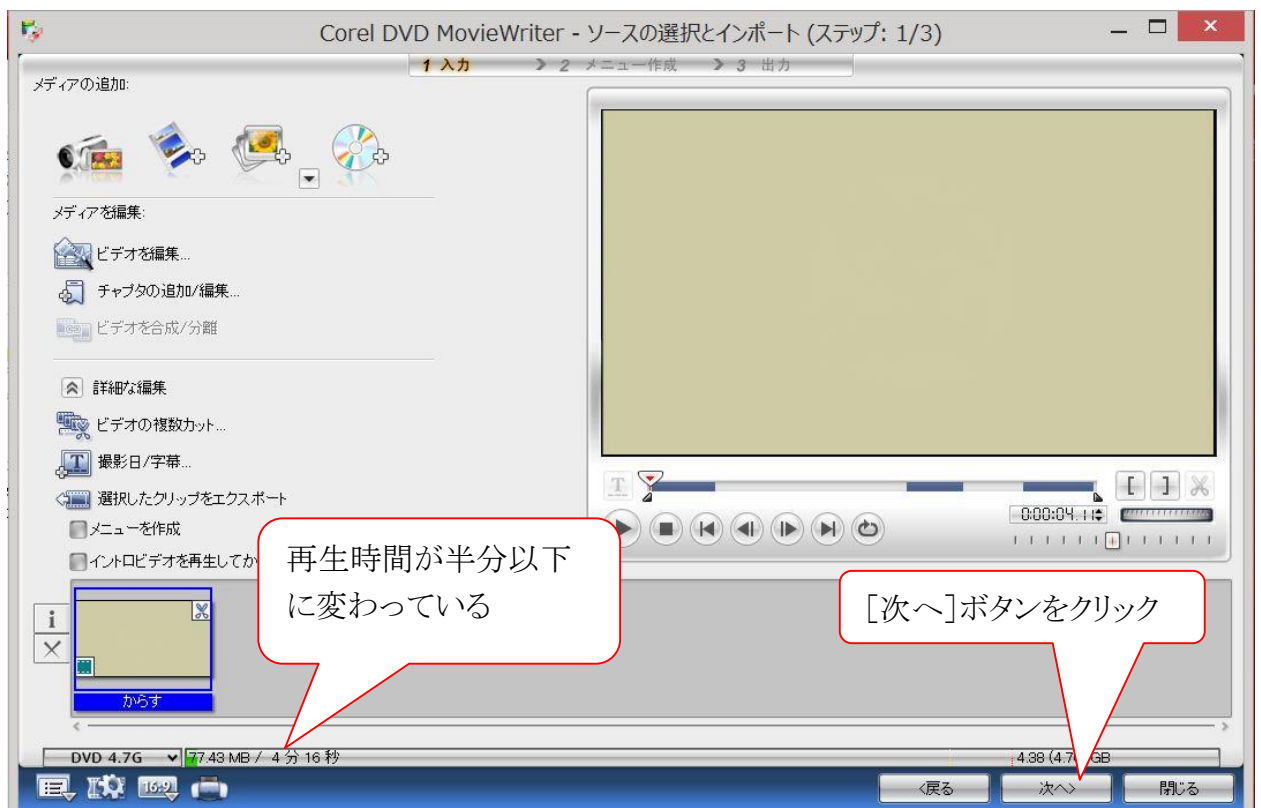 Corel DVD MovieWriter - ソースの選択とインポート (ステップ: 1/3)
1 入力 > 2 メニュー作成 > 3 出力
メディアの追加:
メディアを編集:
ビデオを編集...
チャプタの追加/編集...
ビデオを合成/分離
詳細な編集
ビデオの複数カット...
撮影日/字幕...
選択したクリップをエクスポート
メニューを作成
イントロビデオを再生してか
T
[ ]
0:00:04.11
再生時間が半分以下
に変わっている
[次へ]ボタンをクリック
i
からす
DVD 4.7G 77.43 MB / 4 分 16 秒
4.38 (4.70) GB
16:9
<戻る 次へ> 閉じる